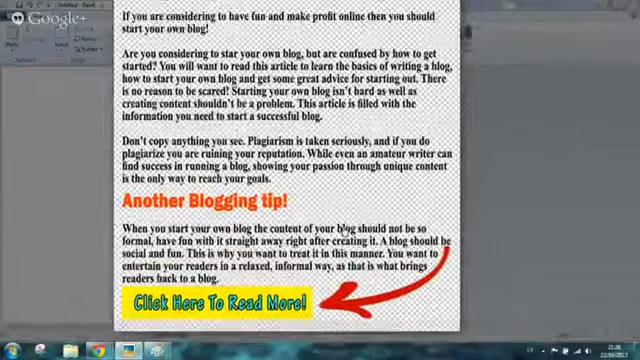 Google+
Untitled - Paint
If you are considering to have fun and make profit online then you should
start your own blog!
Are you considering to star your own blog, but are confused by how to get
started? You will want to read this article to learn the basics of writing a blog,
how to start your own blog and get some great advice for starting out. There
is no reason to be scared! Starting your own blog isn't hard as well as
creating content shouldn't be a problem. This article is filled with the
information you need to start a successful blog.
Don't copy anything you see. Plagiarism is taken seriously, and if you do
plagiarize you are ruining your reputation. While even an amateur writer can
find success in running a blog, showing your passion through unique content
is the only way to reach your goals.
Another Blogging tip!
When you start your own blog the content of your blog should not be so
formal, have fun with it straight away right after creating it. A blog should be
social and fun. This is why you want to treat it in this manner. You want to
entertain your readers in a relaxed, informal way, as that is what brings
readers back to a blog.
Click Here To Read More!
LV
21:26